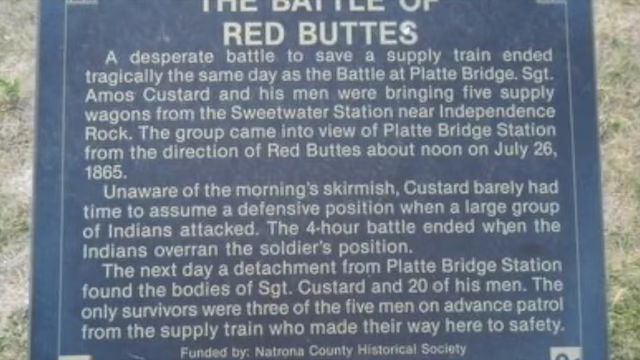 THE BATTLE OF
RED BUTTES
A desperate battle to save a supply train ended
tragically the same day as the Battle at Platte Bridge. Sgt.
Amos Custard and his men were bringing five supply
wagons from the Sweetwater Station near Independence
Rock. The group came into view of Platte Bridge Station
from the direction of Red Buttes about noon on July 26,
1865.
Unaware of the morning's skirmish, Custard barely had
time to assume a defensive position when a large group
of Indians attacked. The 4-hour battle ended when the
Indians overran the soldier's position.
The next day a detachment from Platte Bridge Station
found the bodies of Sgt. Custard and 20 of his men. The
only survivors were three of the five men on advance patrol
from the supply train who made their way here to safety.
Funded by: Natrona County Historical Society